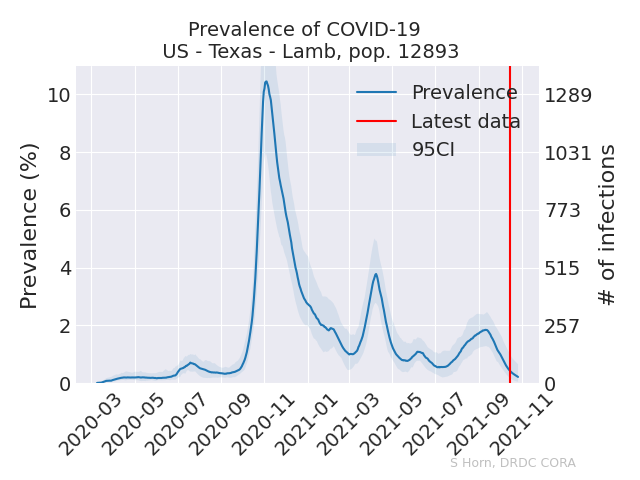 Prevalence of COVID-19
US - Texas - Lamb, pop. 12893
Prevalence (%)
10
8
6
4
2
0
Prevalence
Latest data
95CI
1289
1031
773
515
257
0
# of infections
2020-03
2020-05
2020-07
2020-09
2020-11
2021-01
2021-03
2021-05
2021-07
2021-09
2021-11
S Horn, DRDC CORA